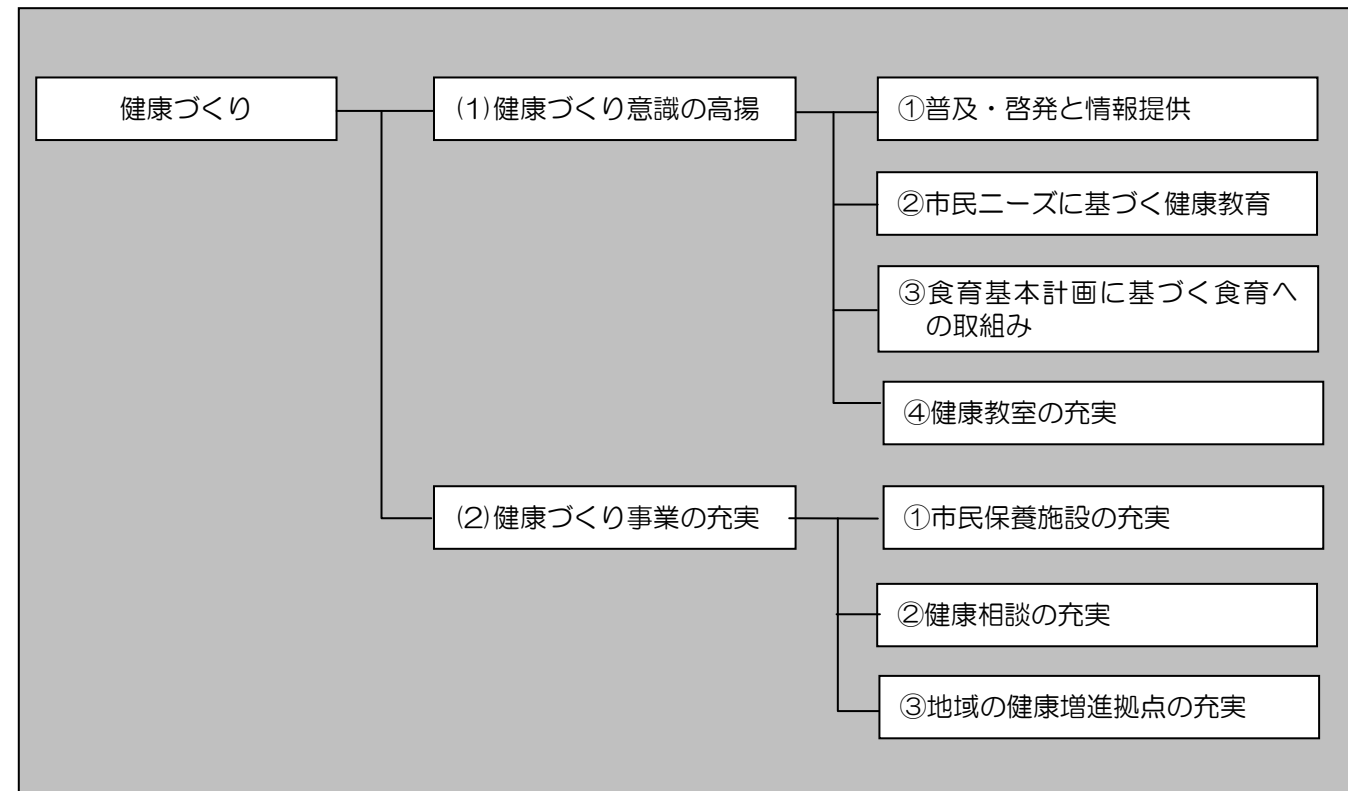 健康づくり
(1)健康づくり意識の高揚
①普及・啓発と情報提供
②市民ニーズに基づく健康教育
③食育基本計画に基づく食育へ
の取組み
④健康教室の充実
(2)健康づくり事業の充実
①市民保養施設の充実
②健康相談の充実
③地域の健康増進拠点の充実